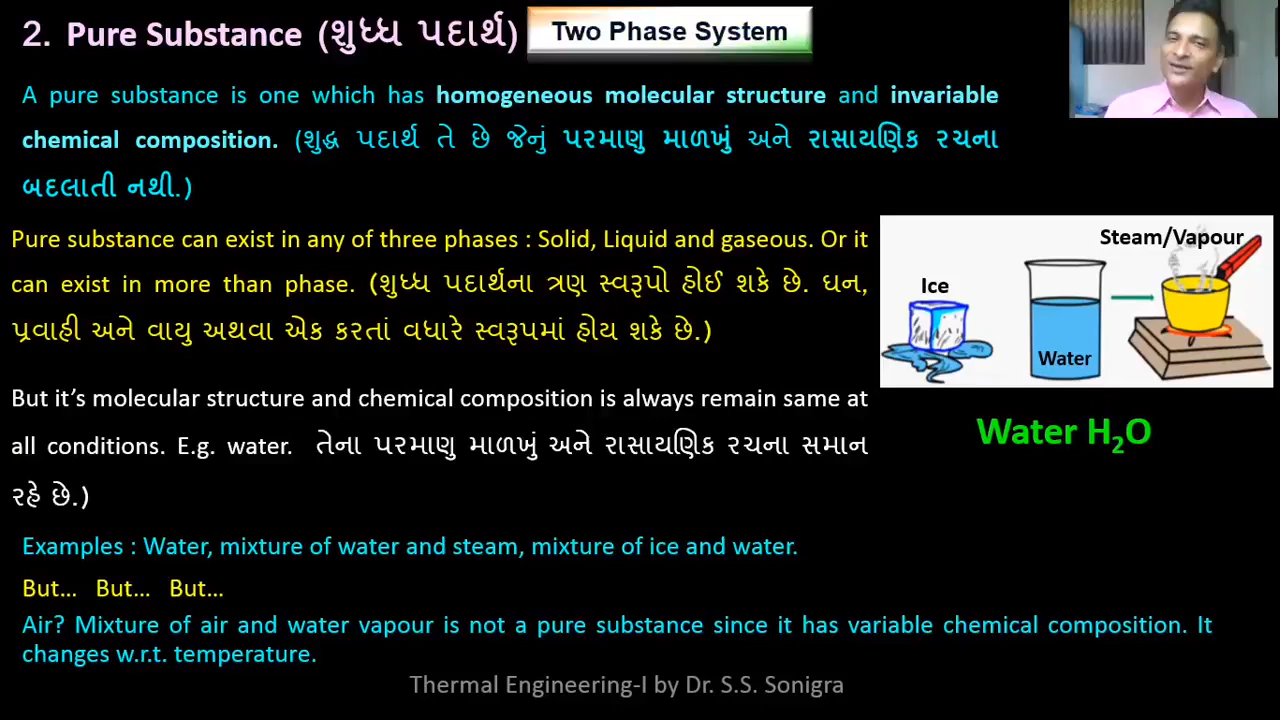 2. Pure Substance (શુધ્ધ પદાર્થ)
Two Phase System
A pure substance is one which has homogeneous molecular structure and invariable
chemical composition. (શુદ્ધ પદાર્થ તે છે જેનું પરમાણુ માળખું અને રાસાયણિક રચના
બદલાતી નથી.)
Pure substance can exist in any of three phases : Solid, Liquid and gaseous. Or it
can exist in more than phase. (શુધ્ધ પદાર્થના ત્રણ સ્વરૂપો હોઈ શકે છે. ઘન,
પ્રવાહી અને વાયુ અથવા એક કરતાં વધારે સ્વરૂપમાં હોય શકે છે.)
Steam/Vapour
Ice
Water
But it’s molecular structure and chemical composition is always remain same at
all conditions. E.g. water. તેના પરમાણુ માળખું અને રાસાયણિક રચના સમાન
રહે છે.)
Water H₂O
Examples : Water, mixture of water and steam, mixture of ice and water.
But... But... But...
Air? Mixture of air and water vapour is not a pure substance since it has variable chemical composition. It
changes w.r.t. temperature.
Thermal Engineering-I by Dr. S.S. Sonigra